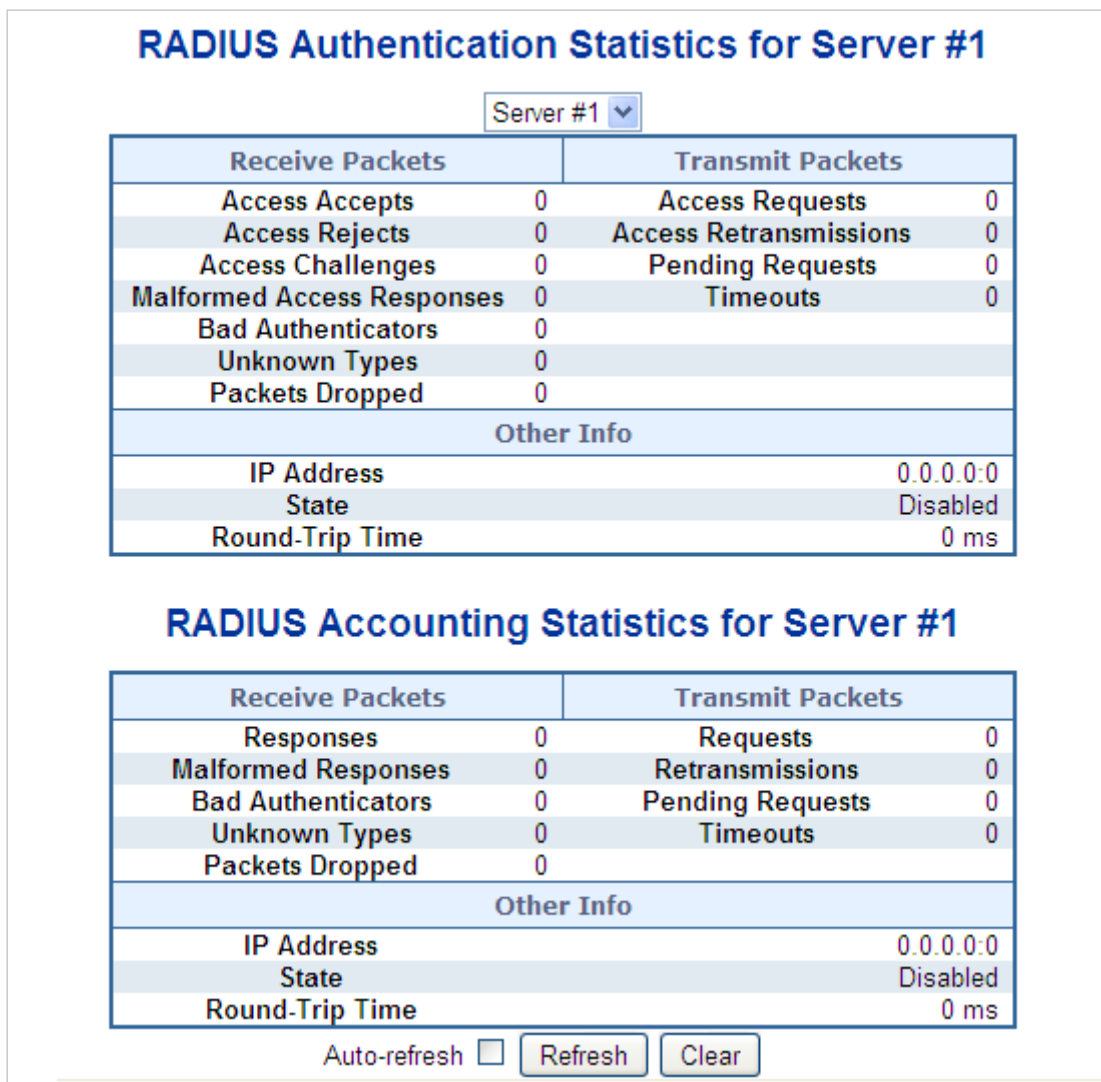 RADIUS Authentication Statistics for Server #1
Server #1
Receive Packets Transmit Packets
Access Accepts 0 Access Requests 0
Access Rejects 0 Access Retransmissions 0
Access Challenges 0 Pending Requests 0
Malformed Access Responses 0 Timeouts 0
Bad Authenticators 0
Unknown Types 0
Packets Dropped 0
Other Info
IP Address 0.0.0.0:0
State Disabled
Round-Trip Time 0 ms
RADIUS Accounting Statistics for Server #1
Receive Packets Transmit Packets
Responses 0 Requests 0
Malformed Responses 0 Retransmissions 0
Bad Authenticators 0 Pending Requests 0
Unknown Types 0 Timeouts 0
Packets Dropped 0
Other Info
IP Address 0.0.0.0:0
State Disabled
Round-Trip Time 0 ms
Auto-refresh Refresh Clear